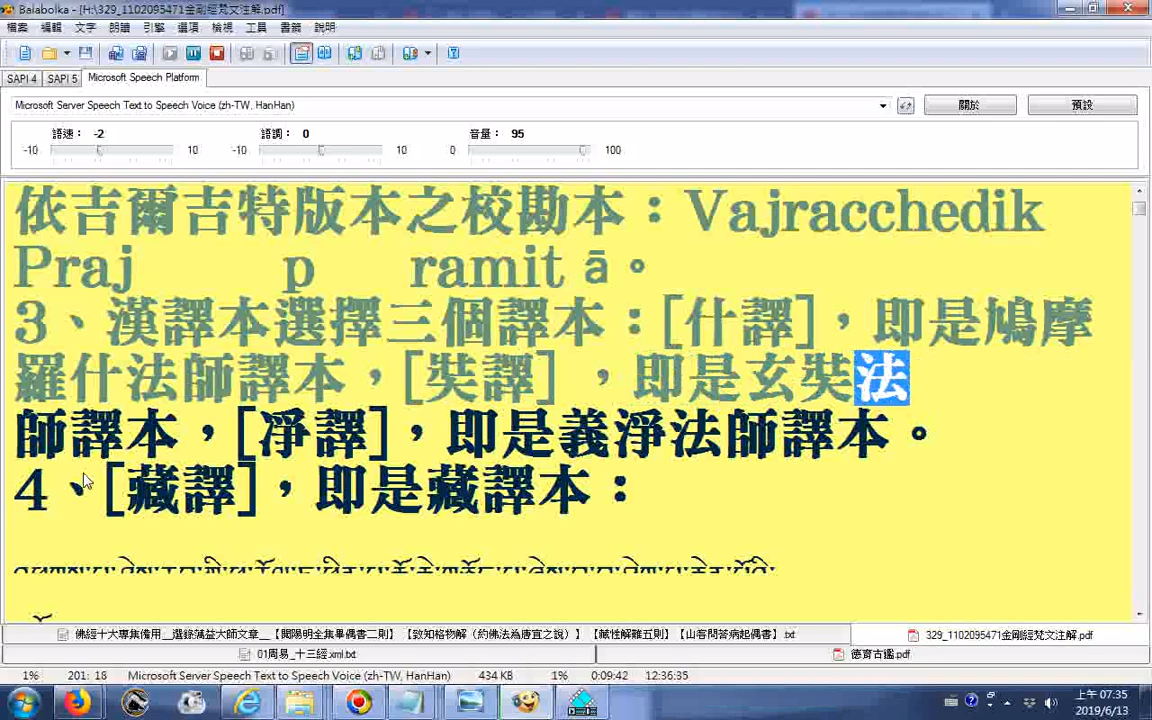 Balabolka - [H:\329_1102095471金剛經梵文注解.pdf]
檔案 編輯 文字 朗讀 引擎 選項 檢視 工具 書籤 說明
SAPI 4 SAPI 5 Microsoft Speech Platform
Microsoft Server Speech Text to Speech Voice (zh-TW, HanHan) 關於 預設
語速： -2 語調： 0 音量： 95
-10 10 -10 10 0 100
依吉爾吉特版本之校勘本：Vajracchedik
Praj p ramit ā。
3、漢譯本選擇三個譯本：[什譯]，即是鳩摩
羅什法師譯本，[奘譯] ，即是玄奘法
師譯本，[淨譯]，即是義淨法師譯本。
4、[藏譯]，即是藏譯本：
329_1102095471金剛經梵文注解.pdf
01周易_十三經.xml.txt 德育古鑑.pdf
1% 201: 18 Microsoft Server Speech Text to Speech Voice (zh-TW, HanHan) 434 KB 1% 0:09:42 12:36:35
上午 07:35
2019/6/13